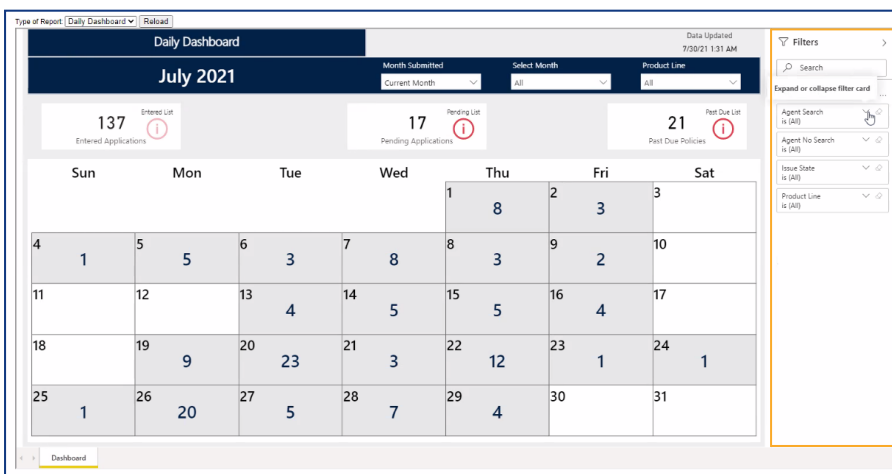 Type of Report: Daily Dashboard Reload
Daily Dashboard
Data Updated
7/30/21 1:31 AM
July 2021
Month Submitted
Current Month
Select Month
All
Product Line
All
137
Entered Applications
Entered List
17
Pending Applications
Pending List
21
Past Due Policies
Past Due List
Sun Mon Tue Wed Thu Fri Sat
1 2 3
8 3
4 5 6 7 8 9 10
1 5 3 8 3 2
11 12 13 14 15 16 17
4 5 5 4
18 19 20 21 22 23 24
9 23 3 12 1 1
25 26 27 28 29 30 31
1 20 5 7 4
Dashboard
Filters
Search
Expand or collapse filter card
...
Agent Search
is (All)
Agent No Search
is (All)
Issue State
is (All)
Product Line
is (All)